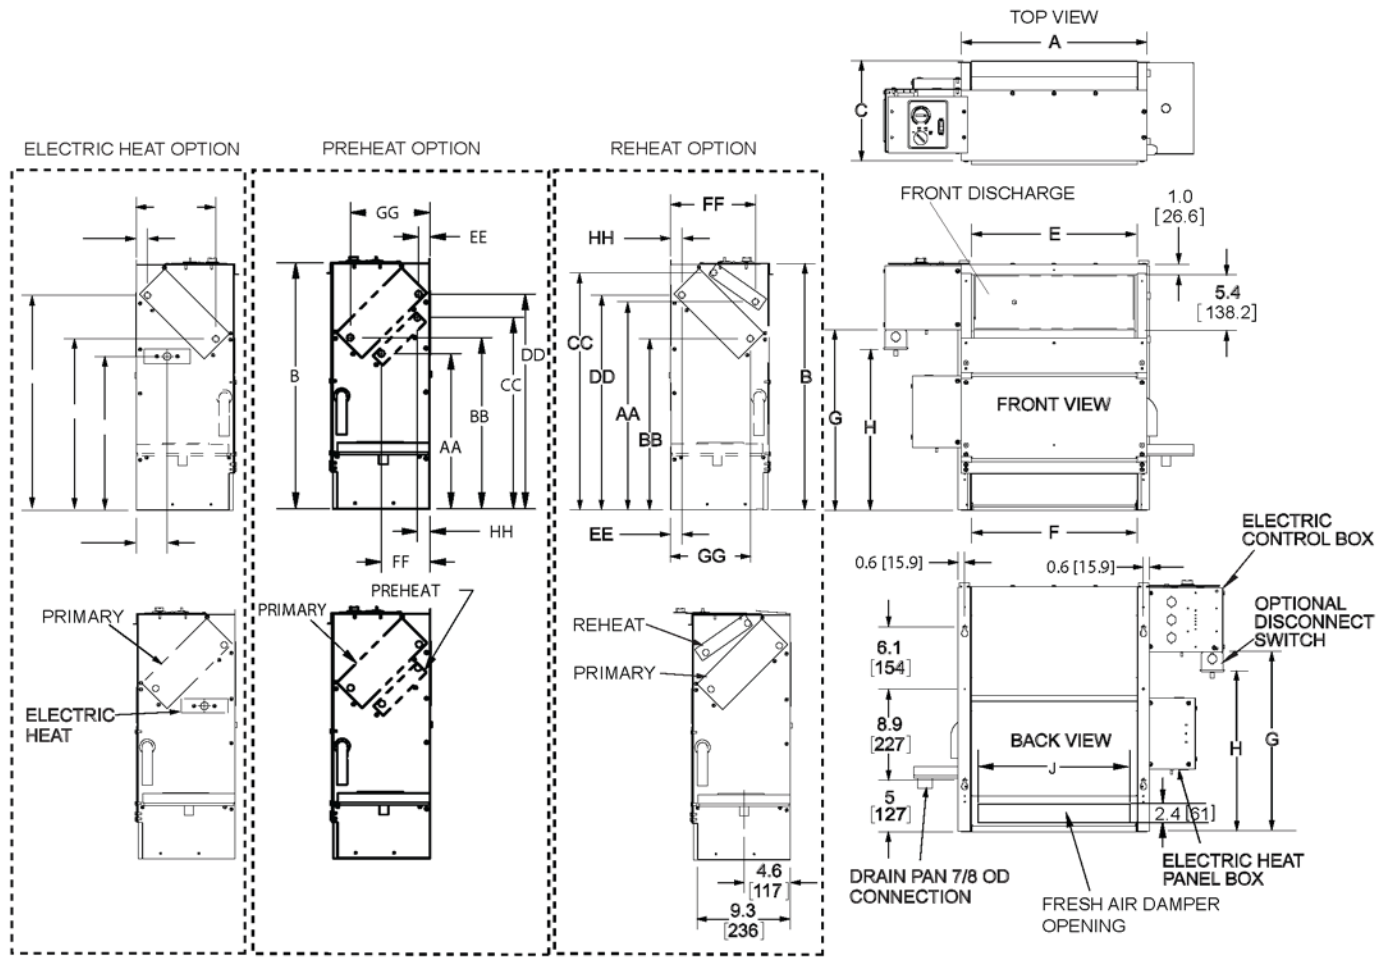 TOP VIEW
A
C
ELECTRIC HEAT OPTION
PREHEAT OPTION
REHEAT OPTION
FRONT DISCHARGE
1.0
[26.6]
GG
EE
FF
HH
E
5.4
[138.2]
B
DD
CC
BB
AA
CC
DD
AA
BB
B
G
H
FRONT VIEW
HH
FF
EE
GG
F
ELECTRIC
CONTROL BOX
0.6 [15.9]
0.6 [15.9]
OPTIONAL
DISCONNECT
SWITCH
PRIMARY
ELECTRIC
HEAT
PRIMARY
PREHEAT
REHEAT
PRIMARY
6.1
[154]
8.9
[227]
5
[127]
BACK VIEW
J
H
G
2.4 [61]
4.6
[117]
9.3
[236]
DRAIN PAN 7/8 OD
CONNECTION
ELECTRIC HEAT
PANEL BOX
FRESH AIR DAMPER
OPENING